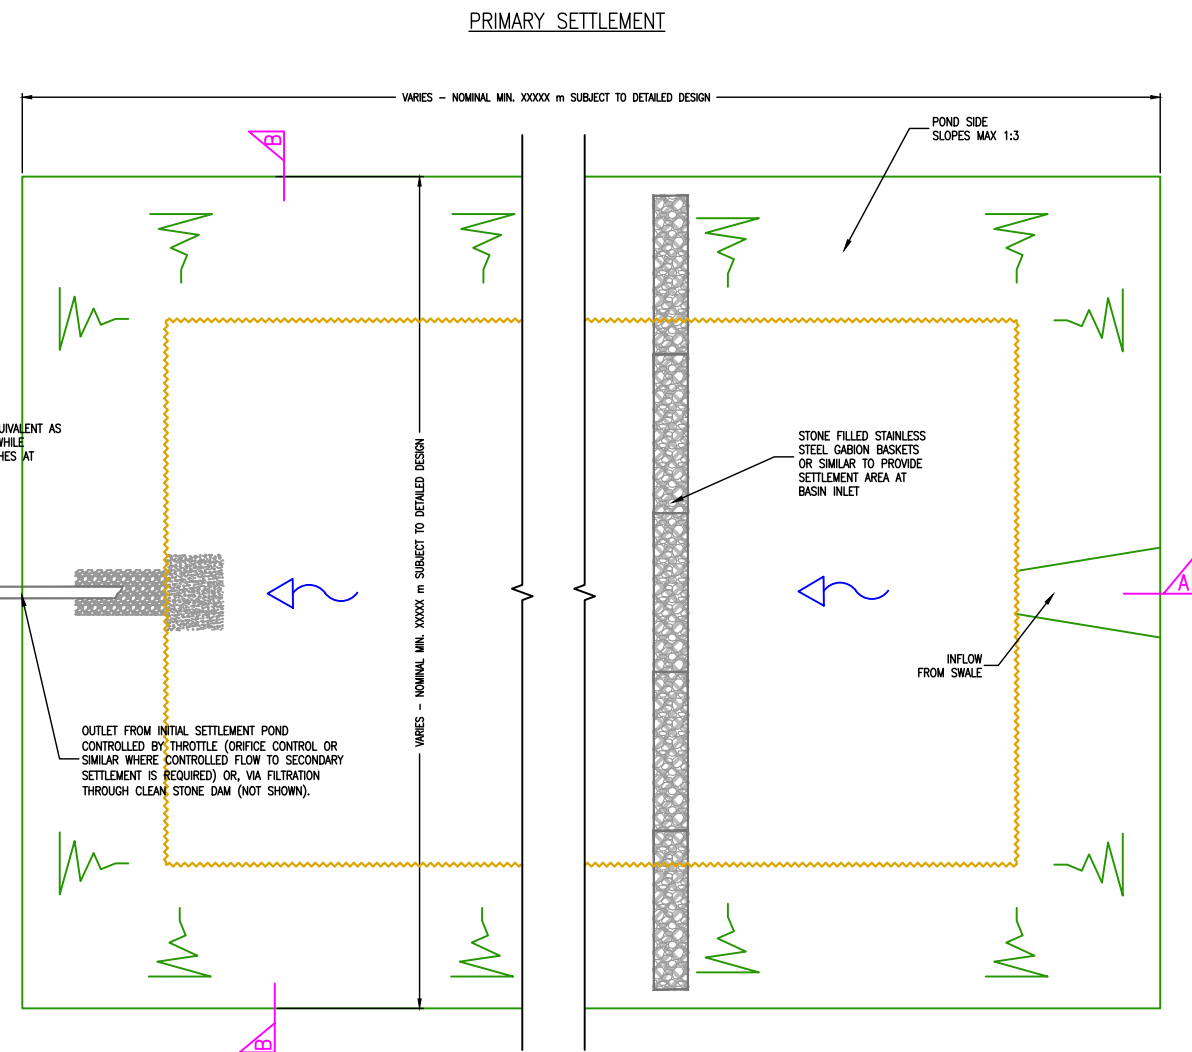 PRIMARY SETTLEMENT
VARIES - NOMINAL MIN. XXXXX m SUBJECT TO DETAILED DESIGN
POND SIDE
SLOPES MAX 1:3
B
VARIES - NOMINAL MIN. XXXXX m SUBJECT TO DETAILED DESIGN
UIVALENT AS
WHILE
HES AT
STONE FILLED STAINLESS
STEEL GABION BASKETS
OR SIMILAR TO PROVIDE
SETTLEMENT AREA AT
BASIN INLET
A
INFLOW
FROM SWALE
OUTLET FROM INITIAL SETTLEMENT POND
CONTROLLED BY THROTTLE (ORIFICE CONTROL OR
SIMILAR WHERE CONTROLLED FLOW TO SECONDARY
SETTLEMENT IS REQUIRED) OR, VIA FILTRATION
THROUGH CLEAN STONE DAM (NOT SHOWN).
B